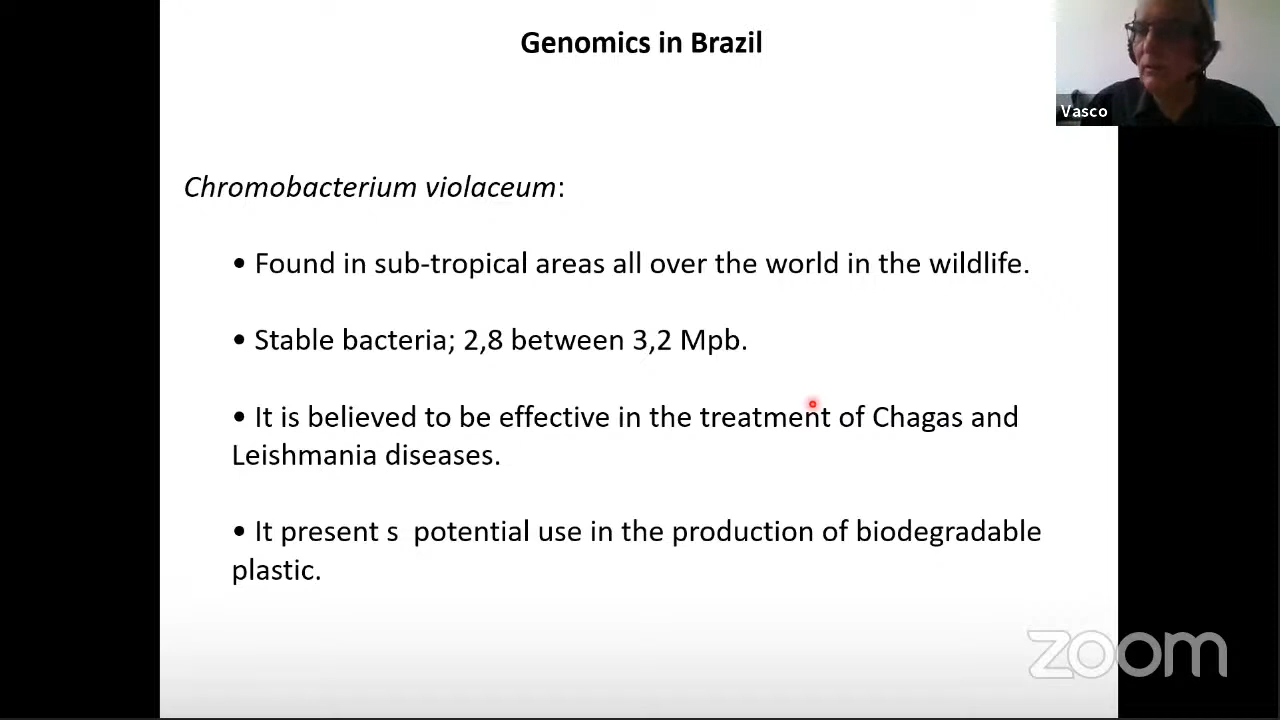 Genomics in Brazil
Vasco
Chromobacterium violaceum:
• Found in sub-tropical areas all over the world in the wildlife.
• Stable bacteria; 2,8 between 3,2 Mpb.
• It is believed to be effective in the treatment of Chagas and
Leishmania diseases.
• It present s  potential use in the production of biodegradable
plastic.
zoom